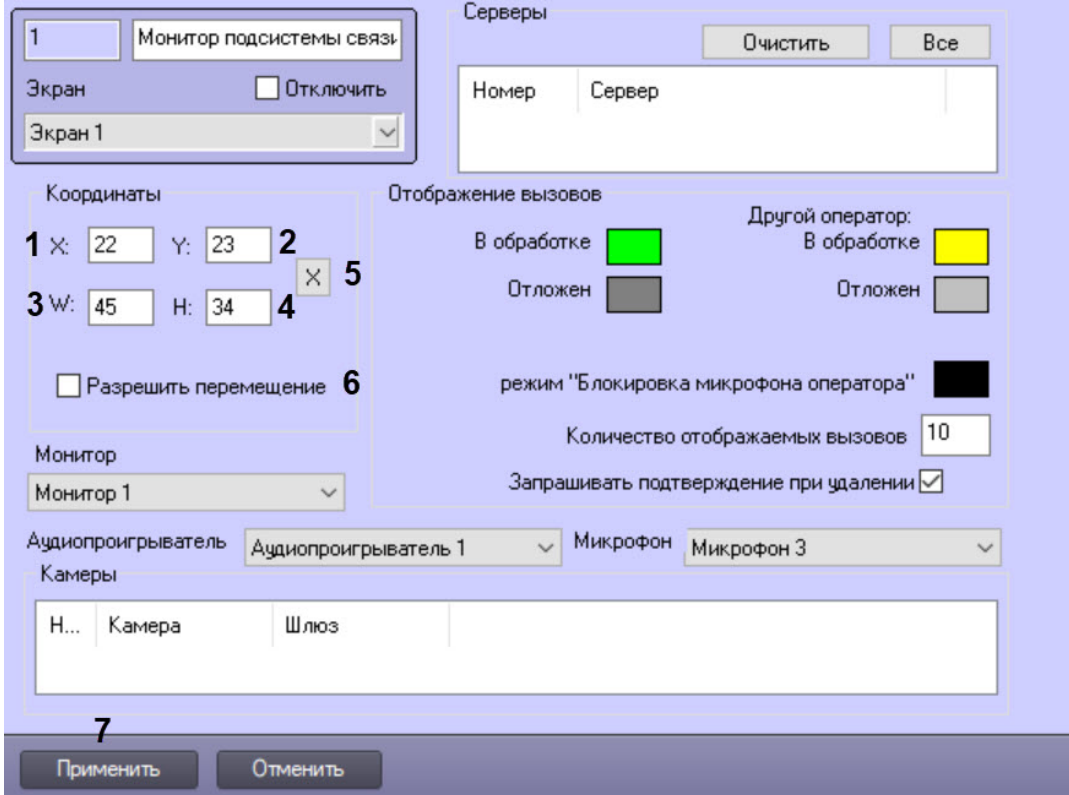 1 Монитор подсистемы связи
Экран Отключить
Экран 1
Серверы
Очистить Все
Номер Сервер
Координаты
1 X: 22 Y: 23 2
X 5
3 W: 45 H: 34 4
Разрешить перемещение 6
Отображение вызовов
Другой оператор:
В обработке В обработке
Отложен Отложен
режим "Блокировка микрофона оператора"
Количество отображаемых вызовов 10
Запрашивать подтверждение при удалении
Монитор
Монитор 1
Аудиопроигрыватель Аудиопроигрыватель 1 Микрофон Микрофон 3
Камеры
Н... Камера Шлюз
7
Применить Отменить